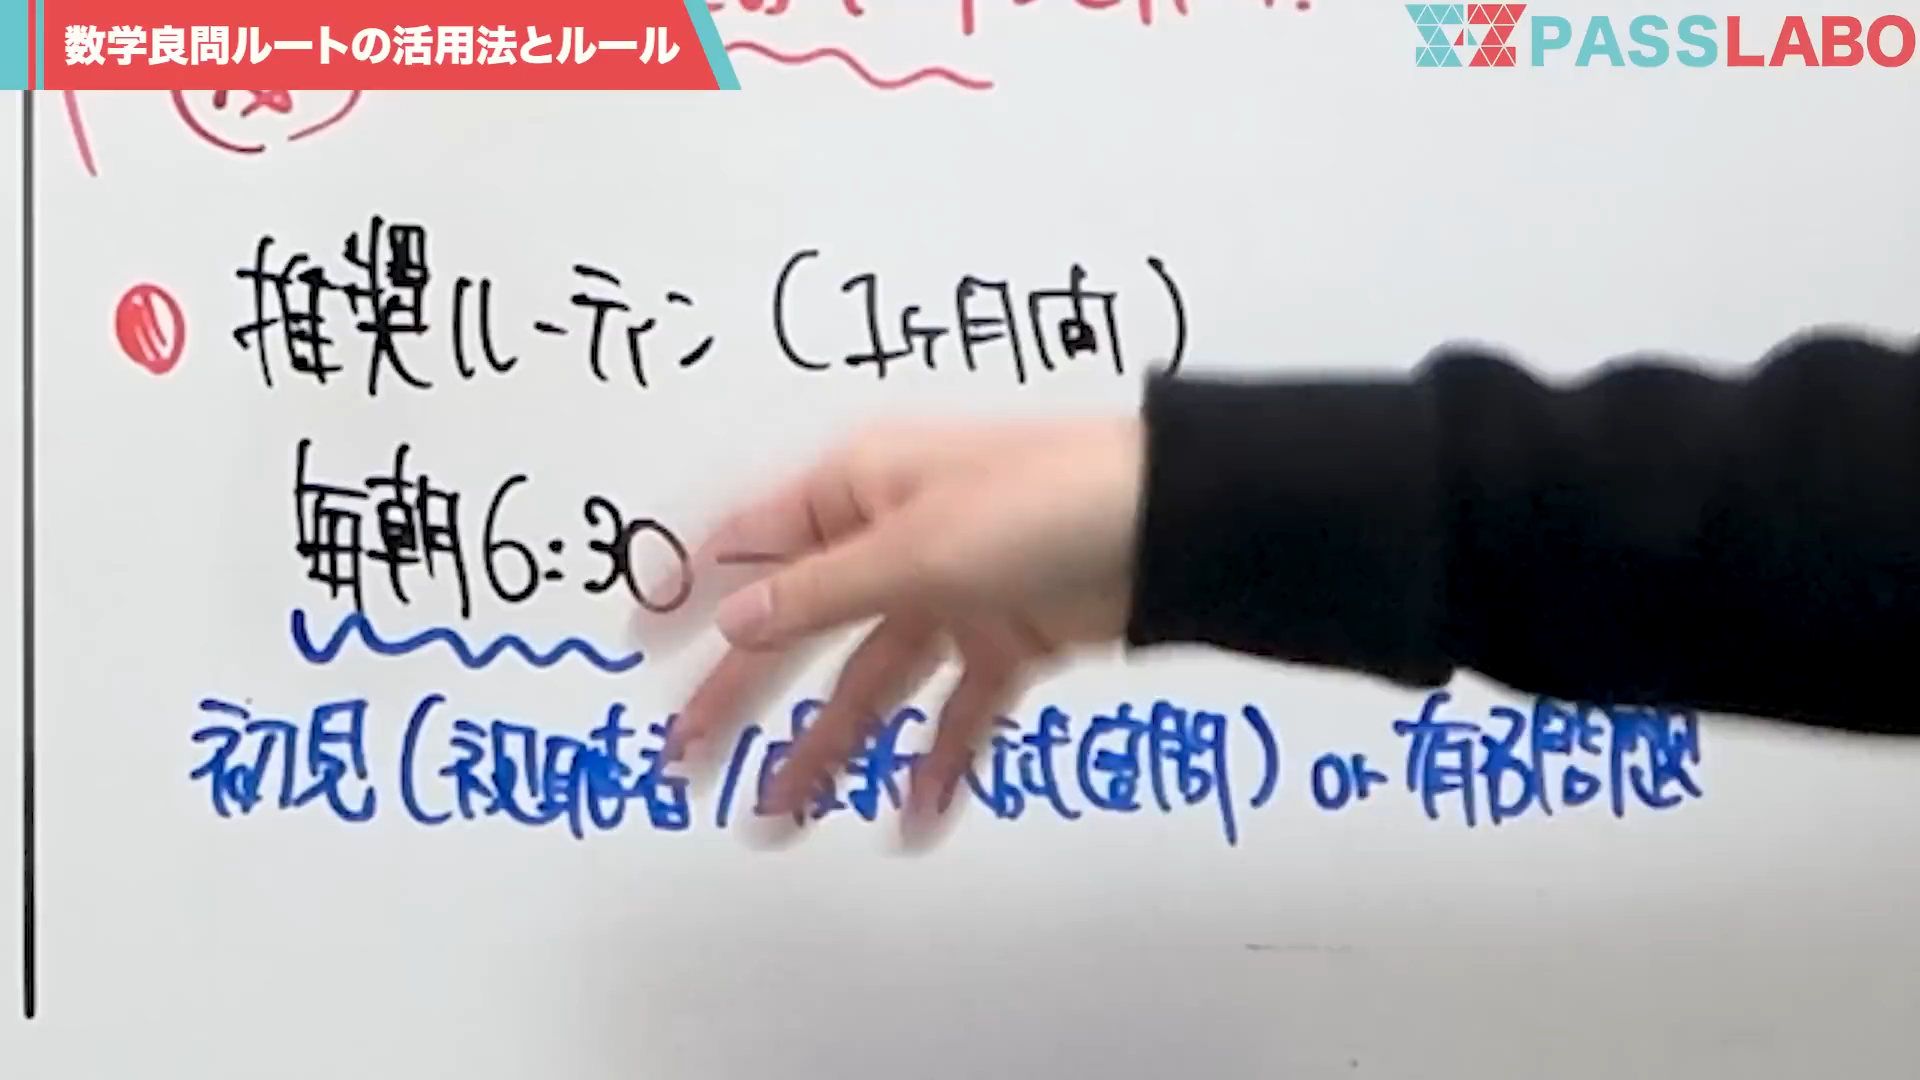 数学良問ルートの活用法とルール
PASSLABO
推奨ルーティン（1ヶ月間）
毎朝6:30
初見（視聴者/最新入試良問）or 有名問題